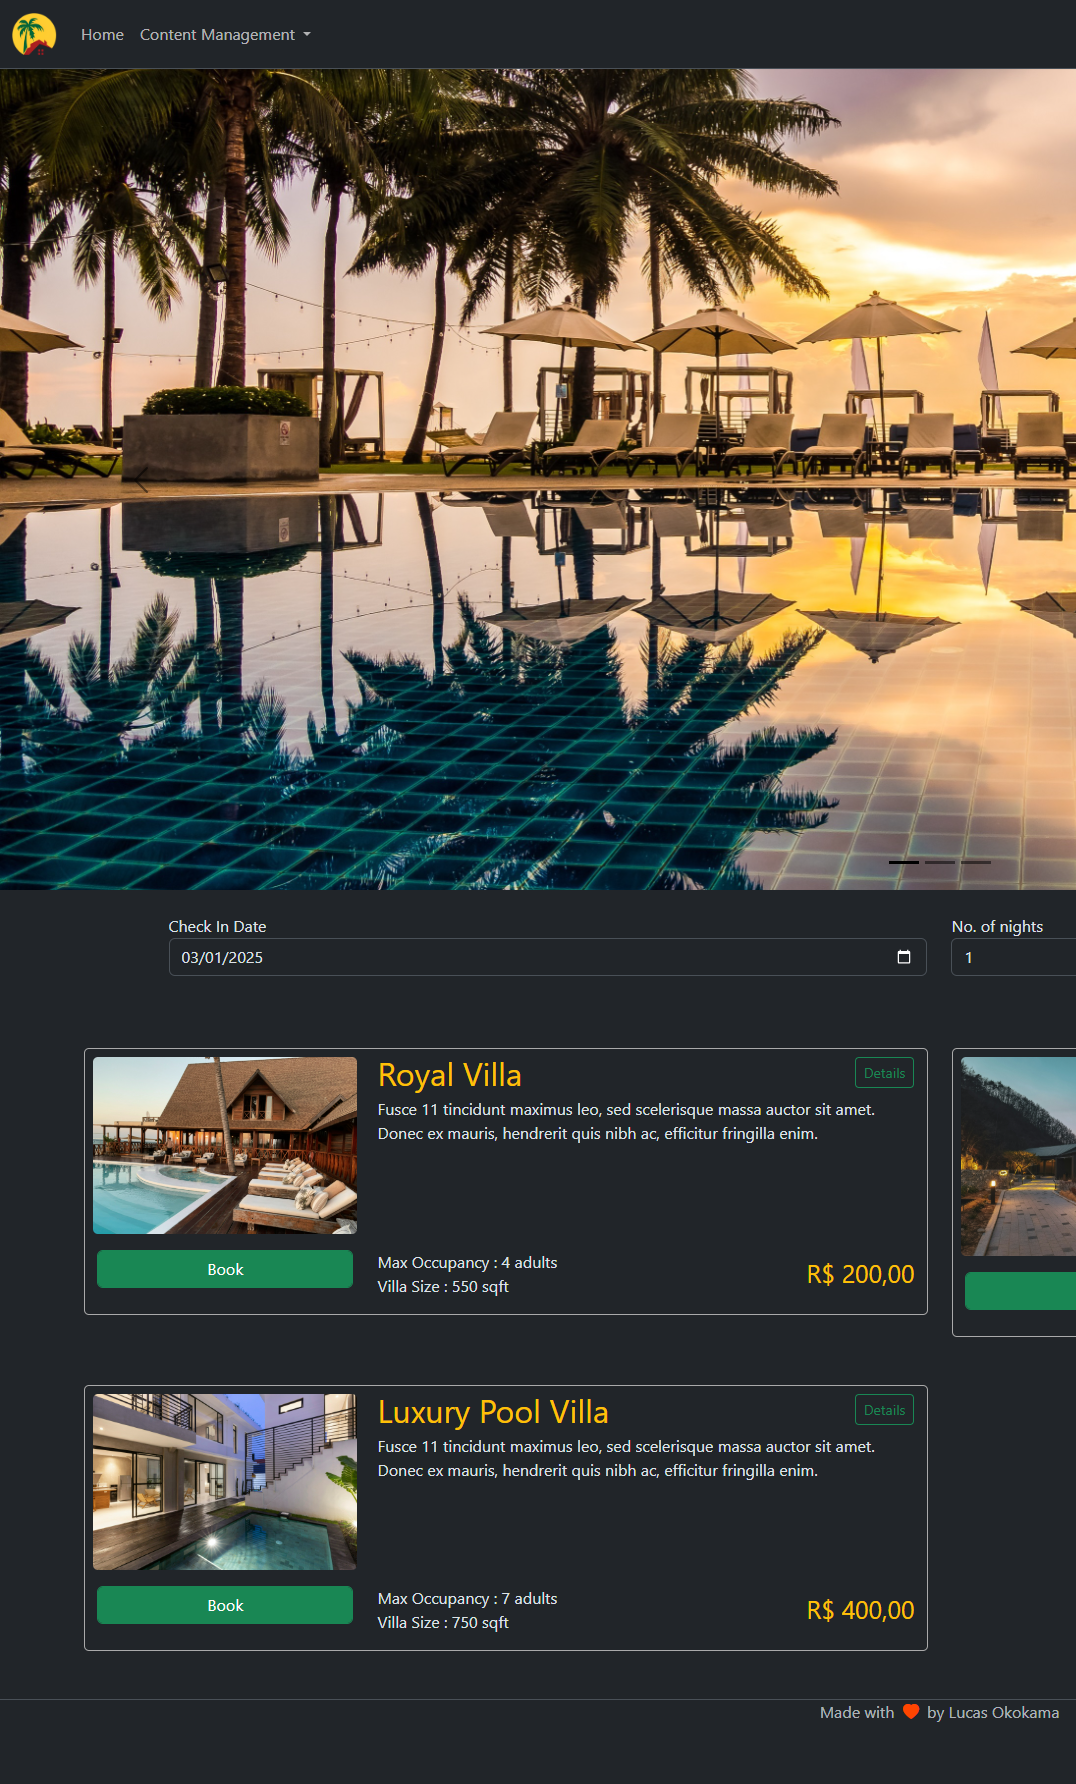 Home
Content Management
Check In Date
No. of nights
03/01/2025
1
Royal Villa
Details
Fusce 11 tincidunt maximus leo, sed scelerisque massa auctor sit amet.
Donec ex mauris, hendrerit quis nibh ac, efficitur fringilla enim.
Book
Max Occupancy : 4 adults
Villa Size : 550 sqft
R$ 200,00
Luxury Pool Villa
Details
Fusce 11 tincidunt maximus leo, sed scelerisque massa auctor sit amet.
Donec ex mauris, hendrerit quis nibh ac, efficitur fringilla enim.
Book
Max Occupancy : 7 adults
Villa Size : 750 sqft
R$ 400,00
Made with ❤ by Lucas Okokama